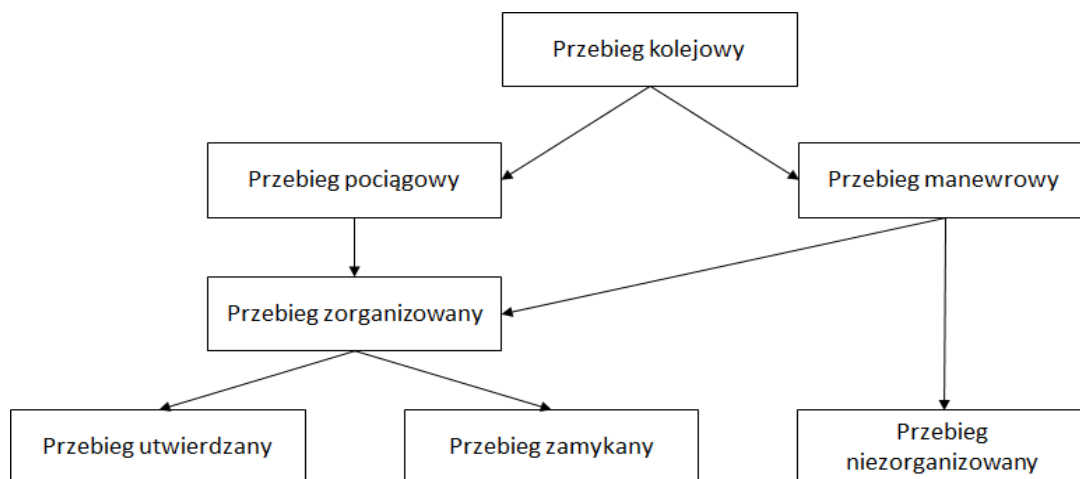 Przebieg kolejowy
Przebieg pociągowy
Przebieg manewrowy
Przebieg zorganizowany
Przebieg utwierdzany
Przebieg zamykany
Przebieg
niezorganizowany